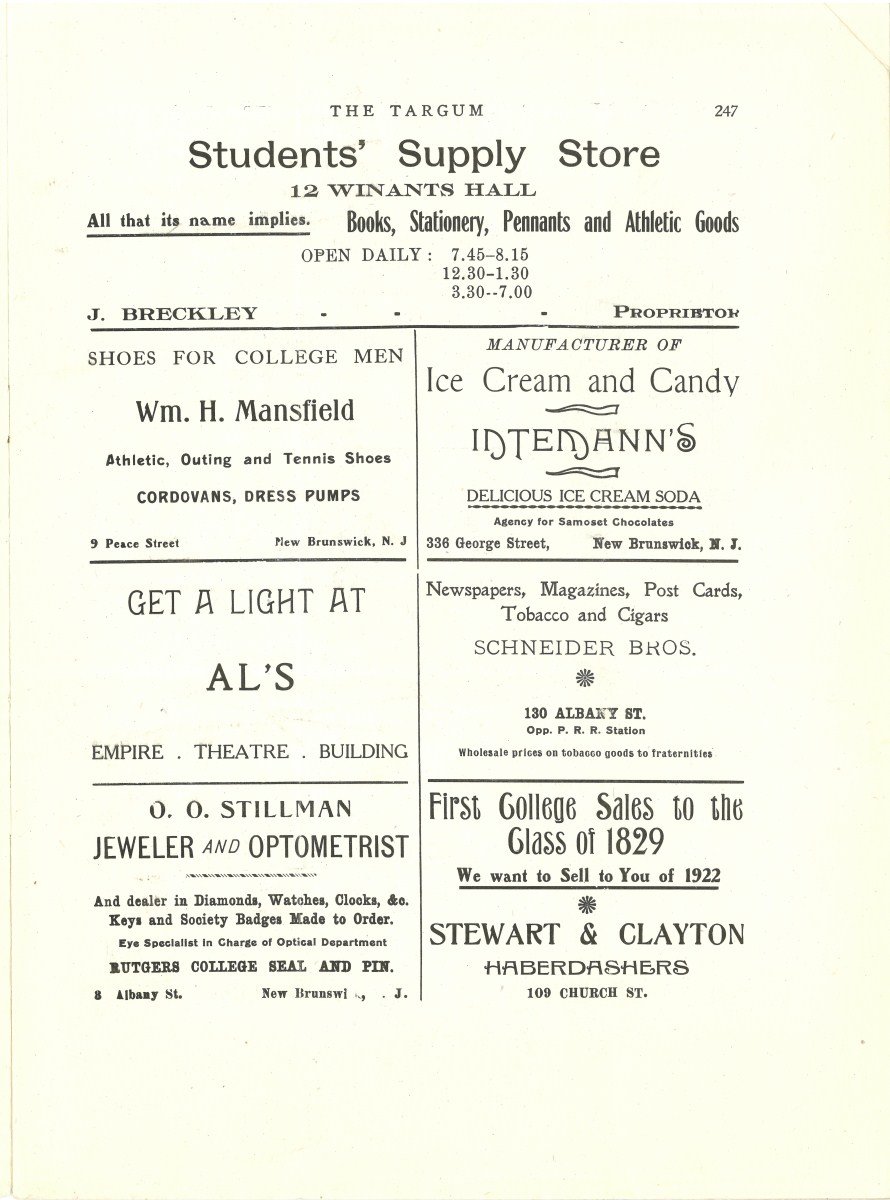 THE TARGUM 247
Students' Supply Store
12 WINANTS HALL
All that its name implies. Books, Stationery, Pennants and Athletic Goods
OPEN DAILY: 7.45–8.15
12.30–1.30
3.30--7.00
J. BRECKLEY - - - PROPRIETOR
SHOES FOR COLLEGE MEN
Wm. H. Mansfield
Athletic, Outing and Tennis Shoes
CORDOVANS, DRESS PUMPS
9 Peace Street New Brunswick, N. J
MANUFACTURER OF
Ice Cream and Candy
INTEMANN'S
DELICIOUS ICE CREAM SODA
Agency for Samoset Chocolates
336 George Street, New Brunswick, N. J.
GET A LIGHT AT
AL'S
EMPIRE . THEATRE . BUILDING
Newspapers, Magazines, Post Cards,
Tobacco and Cigars
SCHNEIDER BROS.
130 ALBANY ST.
Opp. P. R. R. Station
Wholesale prices on tobacco goods to fraternities
O. O. STILLMAN
JEWELER AND OPTOMETRIST
And dealer in Diamonds, Watches, Clocks, &c.
Keys and Society Badges Made to Order.
Eye Specialist in Charge of Optical Department
RUTGERS COLLEGE SEAL AND PIN.
8 Albany St. New Brunswi , . J.
First College Sales to the
Class of 1829
We want to Sell to You of 1922
STEWART & CLAYTON
HABERDASHERS
109 CHURCH ST.